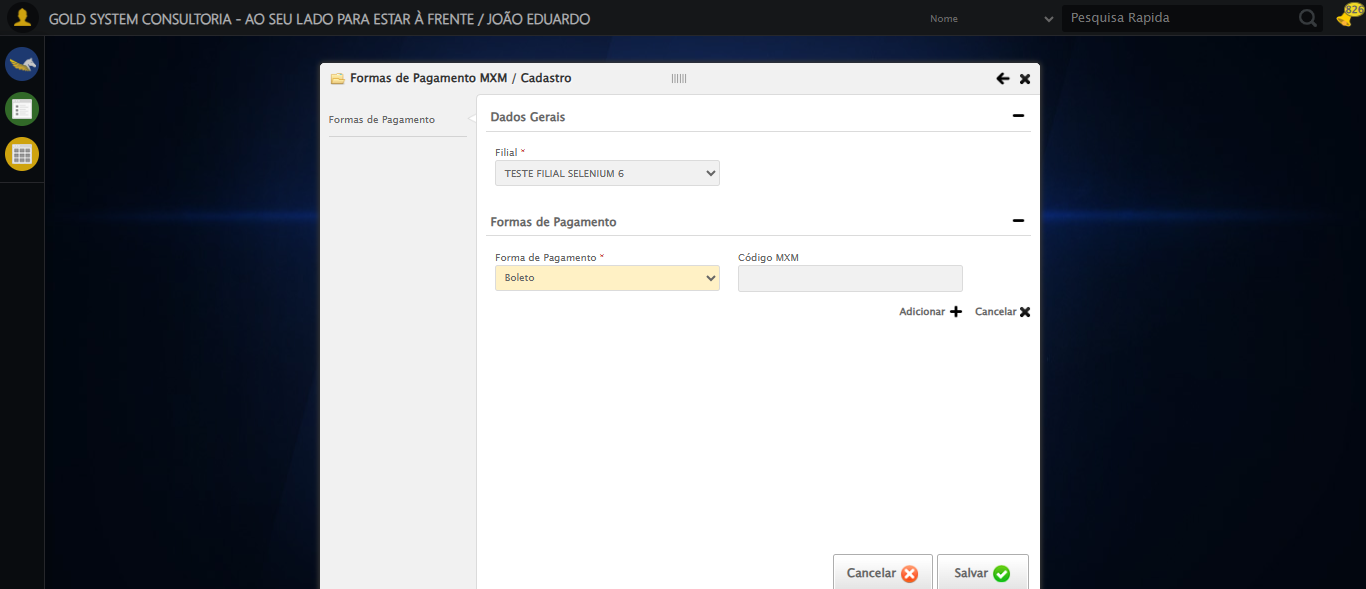 GOLD SYSTEM CONSULTORIA - AO SEU LADO PARA ESTAR À FRENTE / JOÃO EDUARDO
Nome
Pesquisa Rapida
826
Formas de Pagamento MXM / Cadastro
Formas de Pagamento
Dados Gerais
Filial *
TESTE FILIAL SELENIUM 6
Formas de Pagamento
Forma de Pagamento *
Código MXM
Boleto
Adicionar
Cancelar
Cancelar
Salvar